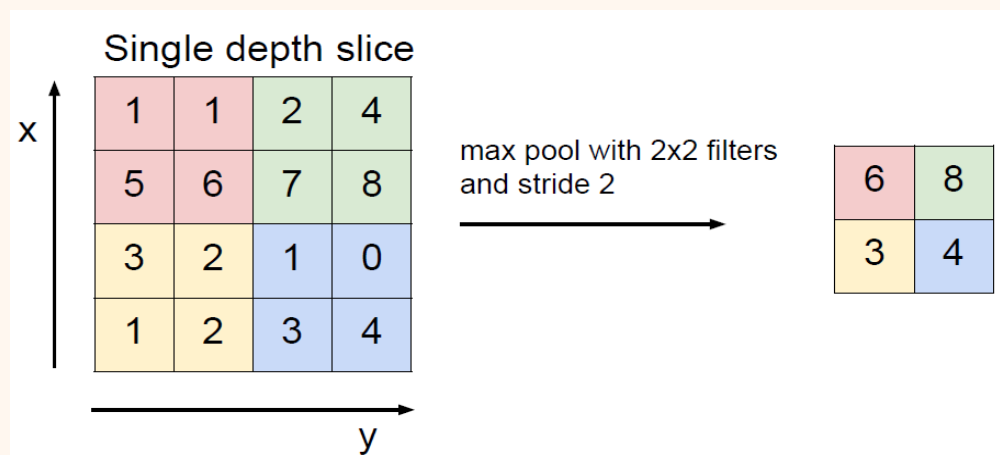 Single depth slice
x
1 1 2 4
5 6 7 8
3 2 1 0
1 2 3 4
y
max pool with 2x2 filters
and stride 2
6 8
3 4